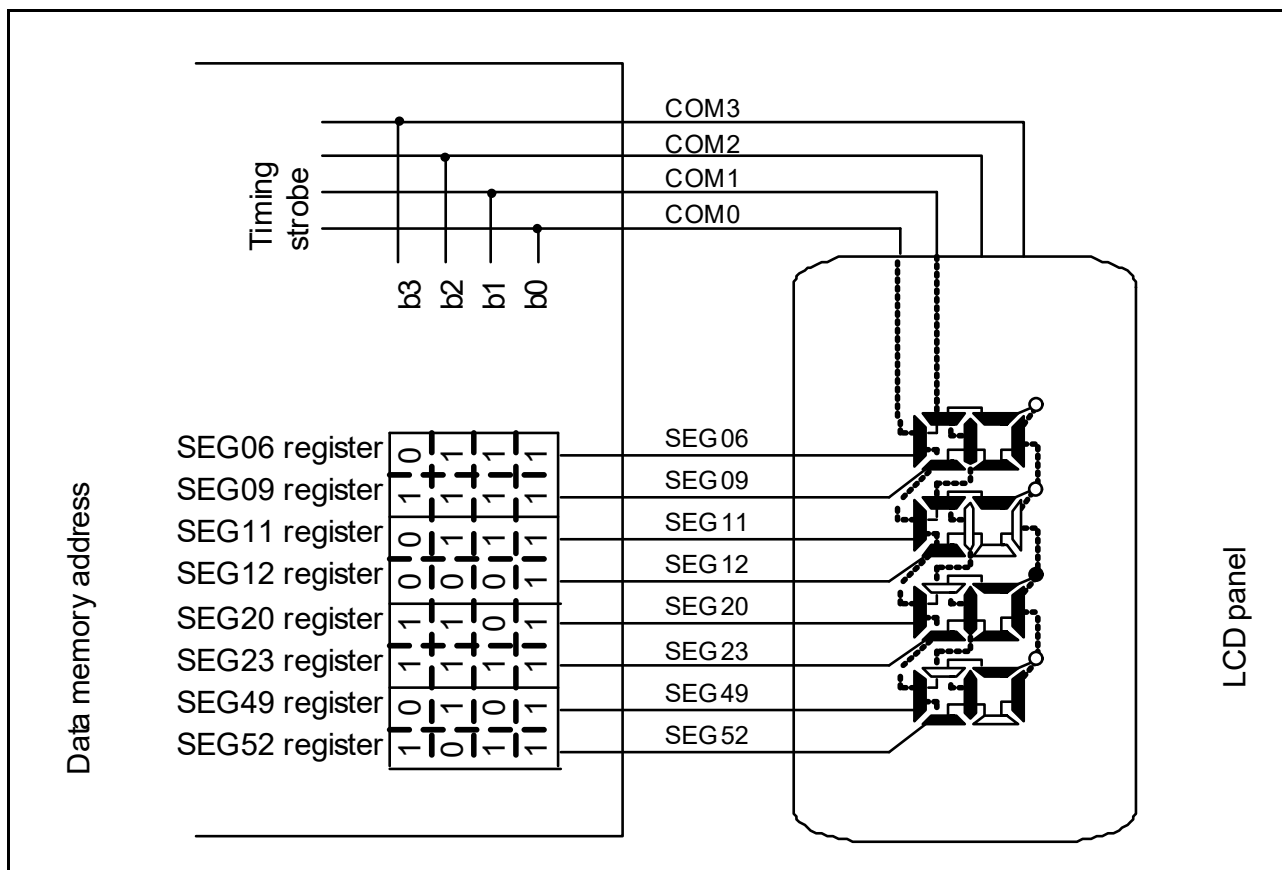 COM3
COM2
COM1
COM0
Timing
strobe
b3
b2
b1
b0
SEG06 register 0 1 1 1 SEG06
SEG09 register 1 1 1 1 SEG09
SEG11 register 0 1 1 1 SEG11
SEG12 register 0 0 0 1 SEG12
SEG20 register 1 1 0 1 SEG20
SEG23 register 1 1 1 1 SEG23
SEG49 register 0 1 0 1 SEG49
SEG52 register 1 0 1 1 SEG52
Data memory address
LCD panel